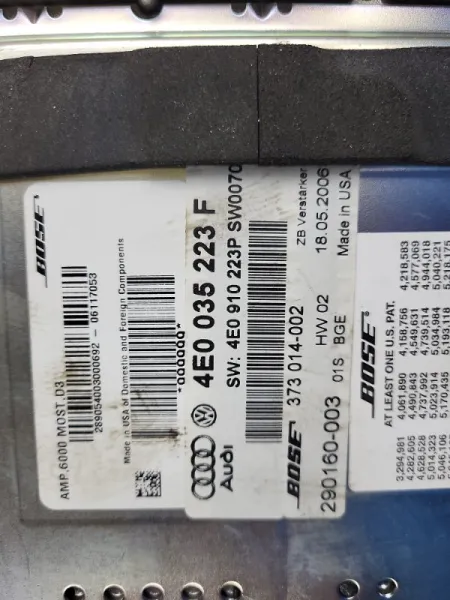 BOSE
AMP.6000 MOST.D3
289054003000692 - 06117053
Made in USA of Domestic and Foreign Components
*000000*
4E0 035 223 F
SW: 4E0 910 223P SW0070
Audi
BOSE 373 014-002
ZB Verstärker
290160-003 HW 02 18.05.2006
01S BGE Made in USA
BOSE
AT LEAST ONE U.S. PAT.
3,294,981 4,061,890 4,158,756 4,218,583
4,282,605 4,490,843 4,549,631 4,577,069
4,628,528 4,737,992 4,739,514 4,944,018
5,014,323 5,023,914 5,034,984 5,040,221
5,046,106 5,170,435 5,193,118 5,218,175